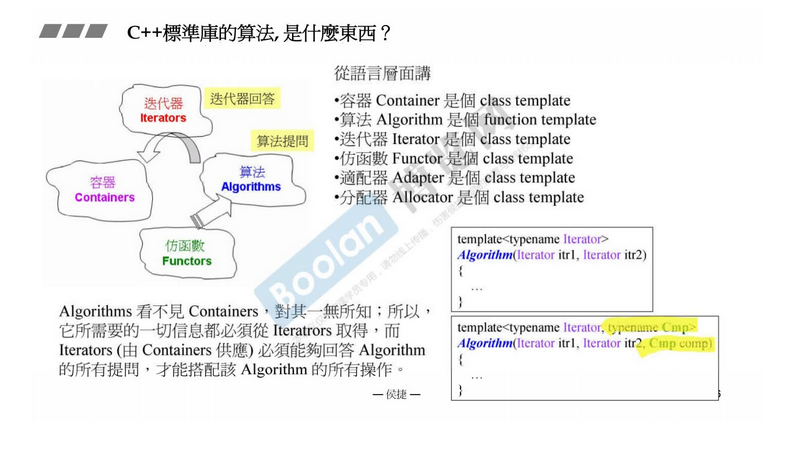 C++標準庫的算法, 是什麼東西？
從語言層面講
•容器 Container 是個 class template
•算法 Algorithm 是個 function template
•迭代器 Iterator 是個 class template
•仿函數 Functor 是個 class template
•適配器 Adapter 是個 class template
•分配器 Allocator 是個 class template
迭代器
Iterators
迭代器回答
算法提問
容器
Containers
算法
Algorithms
仿函數
Functors
template<typename Iterator>
Algorithm(Iterator itr1, Iterator itr2)
{
…
}
template<typename Iterator, typename Cmp>
Algorithm(Iterator itr1, Iterator itr2, Cmp comp)
{
…
}
Algorithms 看不見 Containers，對其一無所知；所以，
它所需要的一切信息都必須從 Iteratrors 取得，而
Iterators (由 Containers 供應) 必須能夠回答 Algorithm
的所有提問，才能搭配該 Algorithm 的所有操作。
— 侯捷 —
Boolan 博览网